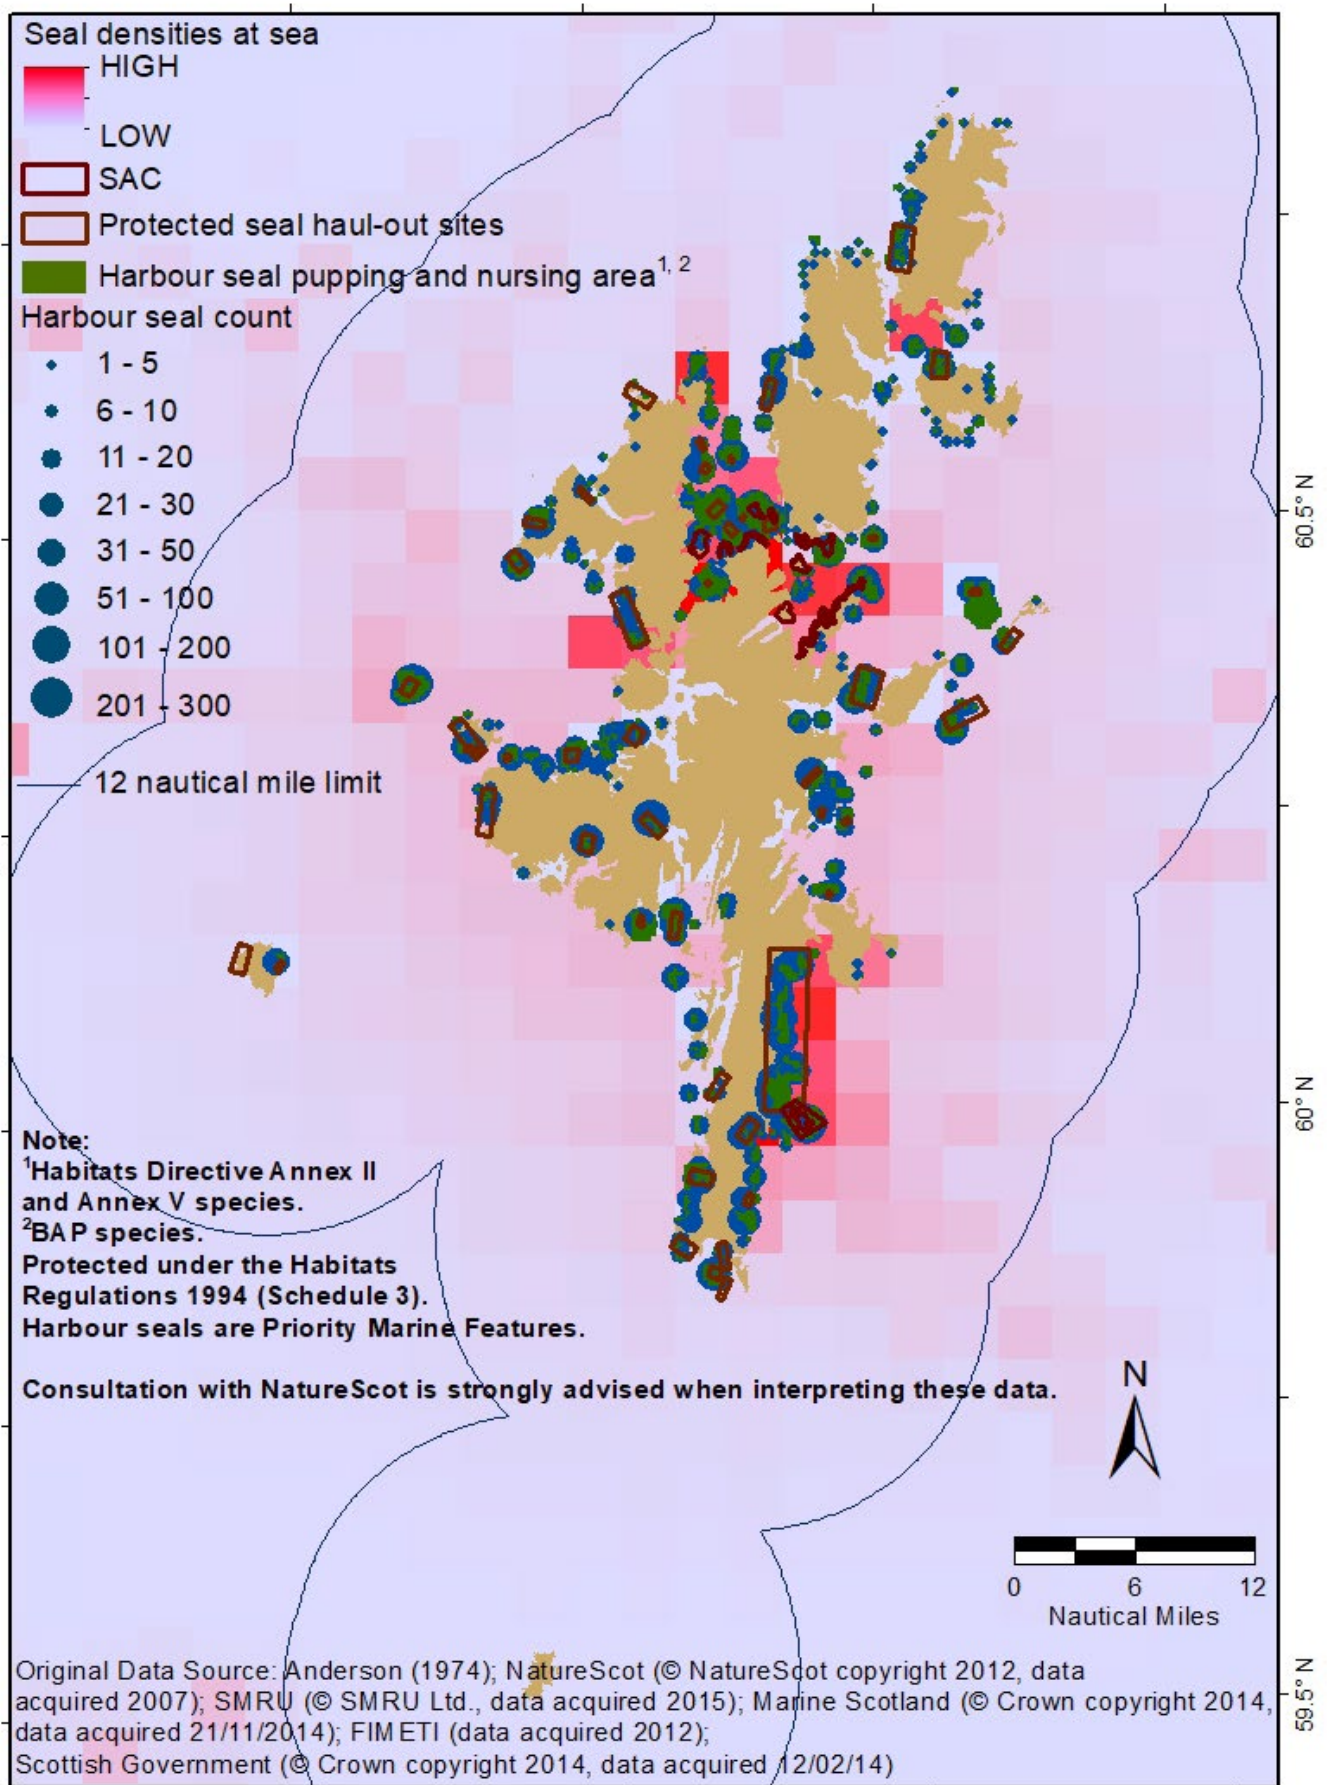 Seal densities at sea
HIGH
LOW
SAC
Protected seal haul-out sites
Harbour seal pupping and nursing area1, 2
Harbour seal count
1 - 5
6 - 10
11 - 20
21 - 30
31 - 50
51 - 100
101 - 200
201 - 300
12 nautical mile limit
60.5° N
60° N
Note:
1Habitats Directive Annex II
and Annex V species.
2BAP species.
Protected under the Habitats
Regulations 1994 (Schedule 3).
Harbour seals are Priority Marine Features.
Consultation with NatureScot is strongly advised when interpreting these data.
N
0 6 12
Nautical Miles
59.5° N
Original Data Source: Anderson (1974); NatureScot (© NatureScot copyright 2012, data
acquired 2007); SMRU (© SMRU Ltd., data acquired 2015); Marine Scotland (© Crown copyright 2014,
data acquired 21/11/2014); FIMETI (data acquired 2012);
Scottish Government (© Crown copyright 2014, data acquired 12/02/14)